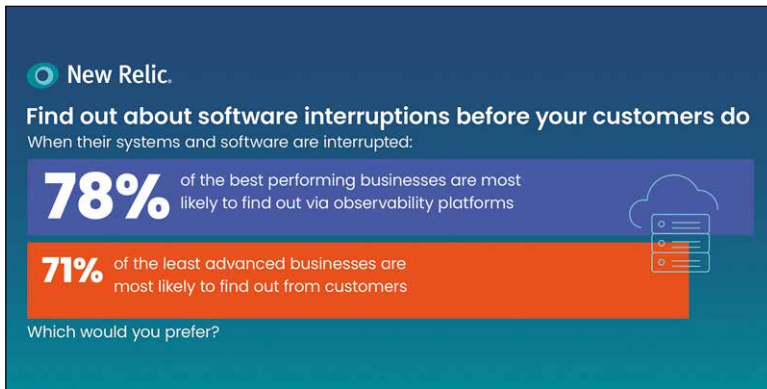 New Relic.
Find out about software interruptions before your customers do
When their systems and software are interrupted:
78%
of the best performing businesses are most
likely to find out via observability platforms
71%
of the least advanced businesses are
most likely to find out from customers
Which would you prefer?